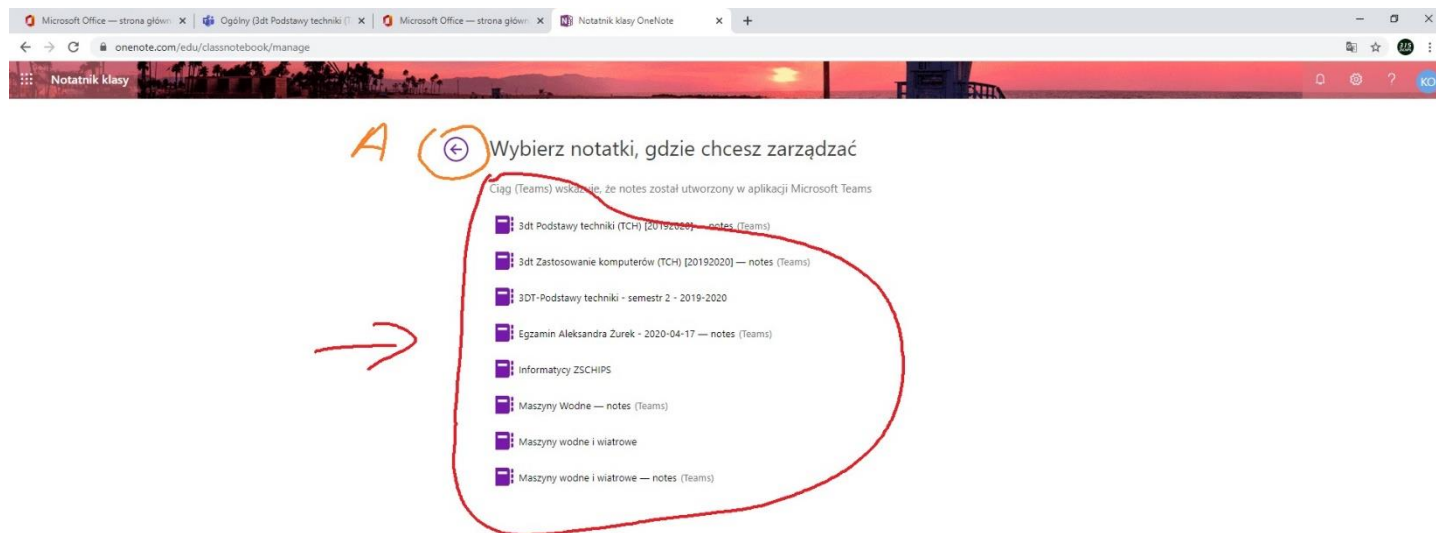 Microsoft Office — strona główn
Ogólny (3dt Podstawy techniki (T
Microsoft Office — strona główn
Notatnik klasy OneNote
onenote.com/edu/classnotebook/manage
Notatnik klasy
KO
A
Wybierz notatki, gdzie chcesz zarządzać
Ciąg (Teams) wskazuje, że notes został utworzony w aplikacji Microsoft Teams
3dt Podstawy techniki (TCH) [20192020] — notes (Teams)
3dt Zastosowanie komputerów (TCH) [20192020] — notes (Teams)
3DT-Podstawy techniki - semestr 2 - 2019-2020
Egzamin Aleksandra Żurek - 2020-04-17 — notes (Teams)
Informatycy ZSCHIPS
Maszyny Wodne — notes (Teams)
Maszyny wodne i wiatrowe
Maszyny wodne i wiatrowe — notes (Teams)